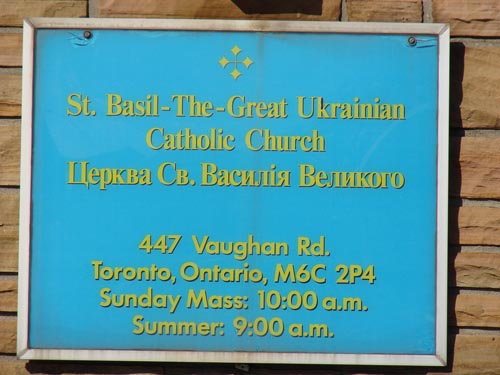 St. Basil-The-Great Ukrainian
Catholic Church
Церква Св. Василія Великого
447 Vaughan Rd.
Toronto, Ontario, M6C 2P4
Sunday Mass: 10:00 a.m.
Summer: 9:00 a.m.